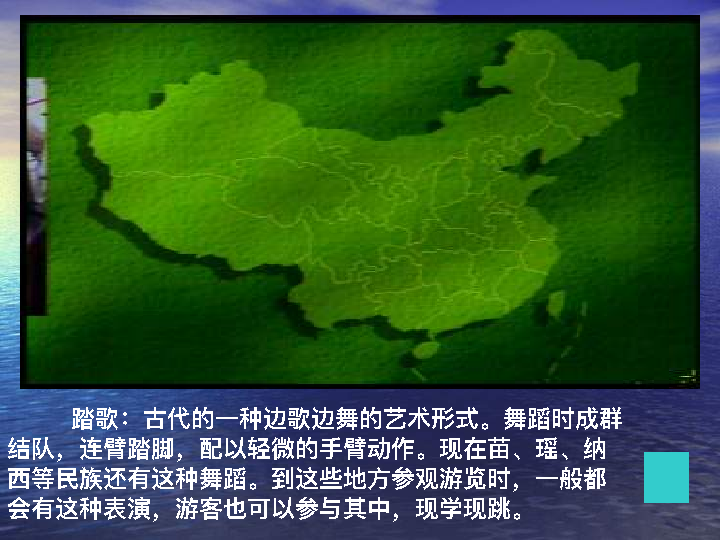 踏歌：古代的一种边歌边舞的艺术形式。舞蹈时成群
结队，连臂踏脚，配以轻微的手臂动作。现在苗、瑶、纳
西等民族还有这种舞蹈。到这些地方参观游览时，一般都
会有这种表演，游客也可以参与其中，现学现跳。